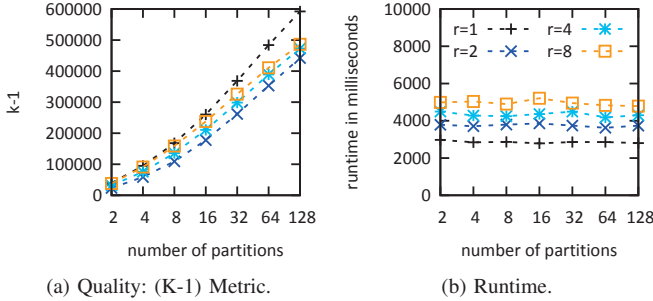 600000
500000
400000
300000
200000
100000
0
k-1
2 4 8 16 32 64 128
number of partitions
(a) Quality: (K-1) Metric.
10000
8000
6000
4000
2000
0
runtime in milliseconds
r=1 r=4
r=2 r=8
2 4 8 16 32 64 128
number of partitions
(b) Runtime.